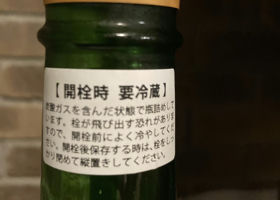 【開栓時 要冷蔵】
炭酸ガスを含んだ状態で瓶詰めして
います。栓が飛び出す恐れがありま
すので、開栓前によく冷やしてくだ
さい。開栓後保存する時は、栓をしっ
かり閉めて縦置きしてください。